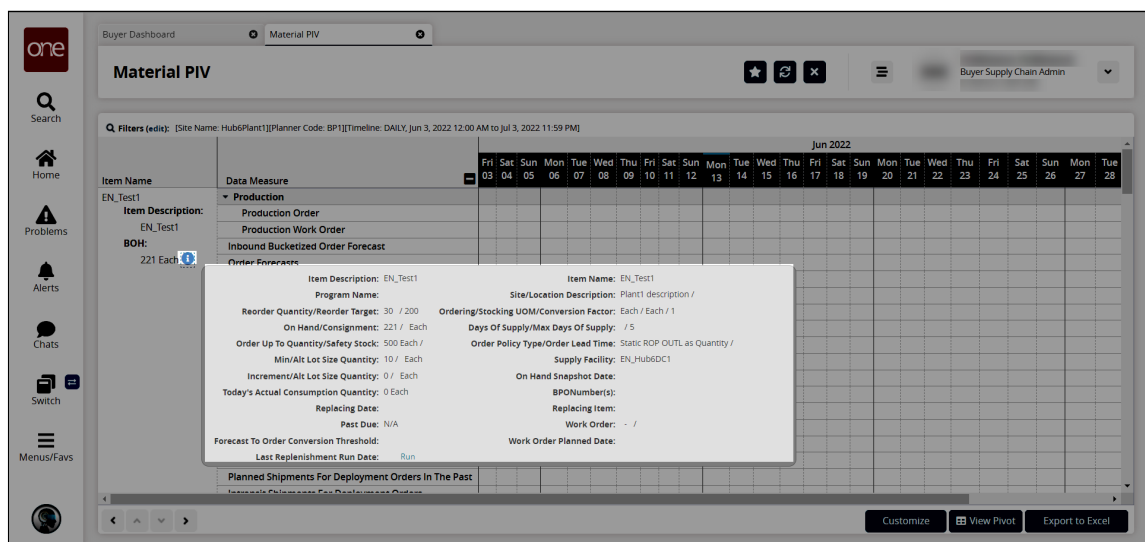 one
Buyer Dashboard
Material PIV
Material PIV
Buyer Supply Chain Admin
Search
Home
Problems
Alerts
Chats
Switch
Menus/Favs
Filters (edit): [Site Name: Hub6Plant1][Planner Code: BP1][Timeline: DAILY, Jun 3, 2022 12:00 AM to Jul 3, 2022 11:59 PM]
Jun 2022
Item Name Data Measure
Fri Sat Sun Mon Tue Wed Thu Fri Sat Sun Mon Tue Wed Thu Fri Sat Sun Mon Tue Wed Thu Fri Sat Sun Mon Tue
03 04 05 06 07 08 09 10 11 12 13 14 15 16 17 18 19 20 21 22 23 24 25 26 27 28
EN_Test1 Production
Item Description: Production Order
EN_Test1 Production Work Order
BOH: Inbound Bucketized Order Forecast
221 Each Order Forecasts
Item Description: EN_Test1 Item Name: EN_Test1
Program Name: Site/Location Description: Plant1 description /
Reorder Quantity/Reorder Target: 30 / 200 Ordering/Stocking UOM/Conversion Factor: Each / Each / 1
On Hand/Consignment: 221 / Each Days Of Supply/Max Days Of Supply: / 5
Order Up To Quantity/Safety Stock: 500 Each / Order Policy Type/Order Lead Time: Static ROP OUTL as Quantity /
Min/Alt Lot Size Quantity: 10 / Each Supply Facility: EN_Hub6DC1
Increment/Alt Lot Size Quantity: 0 / Each On Hand Snapshot Date:
Today's Actual Consumption Quantity: 0 Each BPONumber(s):
Replacing Date: Replacing Item:
Past Due: N/A Work Order: - /
Forecast To Order Conversion Threshold: Work Order Planned Date:
Last Replenishment Run Date: Run
Planned Shipments For Deployment Orders In The Past
Intransit Shipments For Deployment Orders
Customize View Pivot Export to Excel